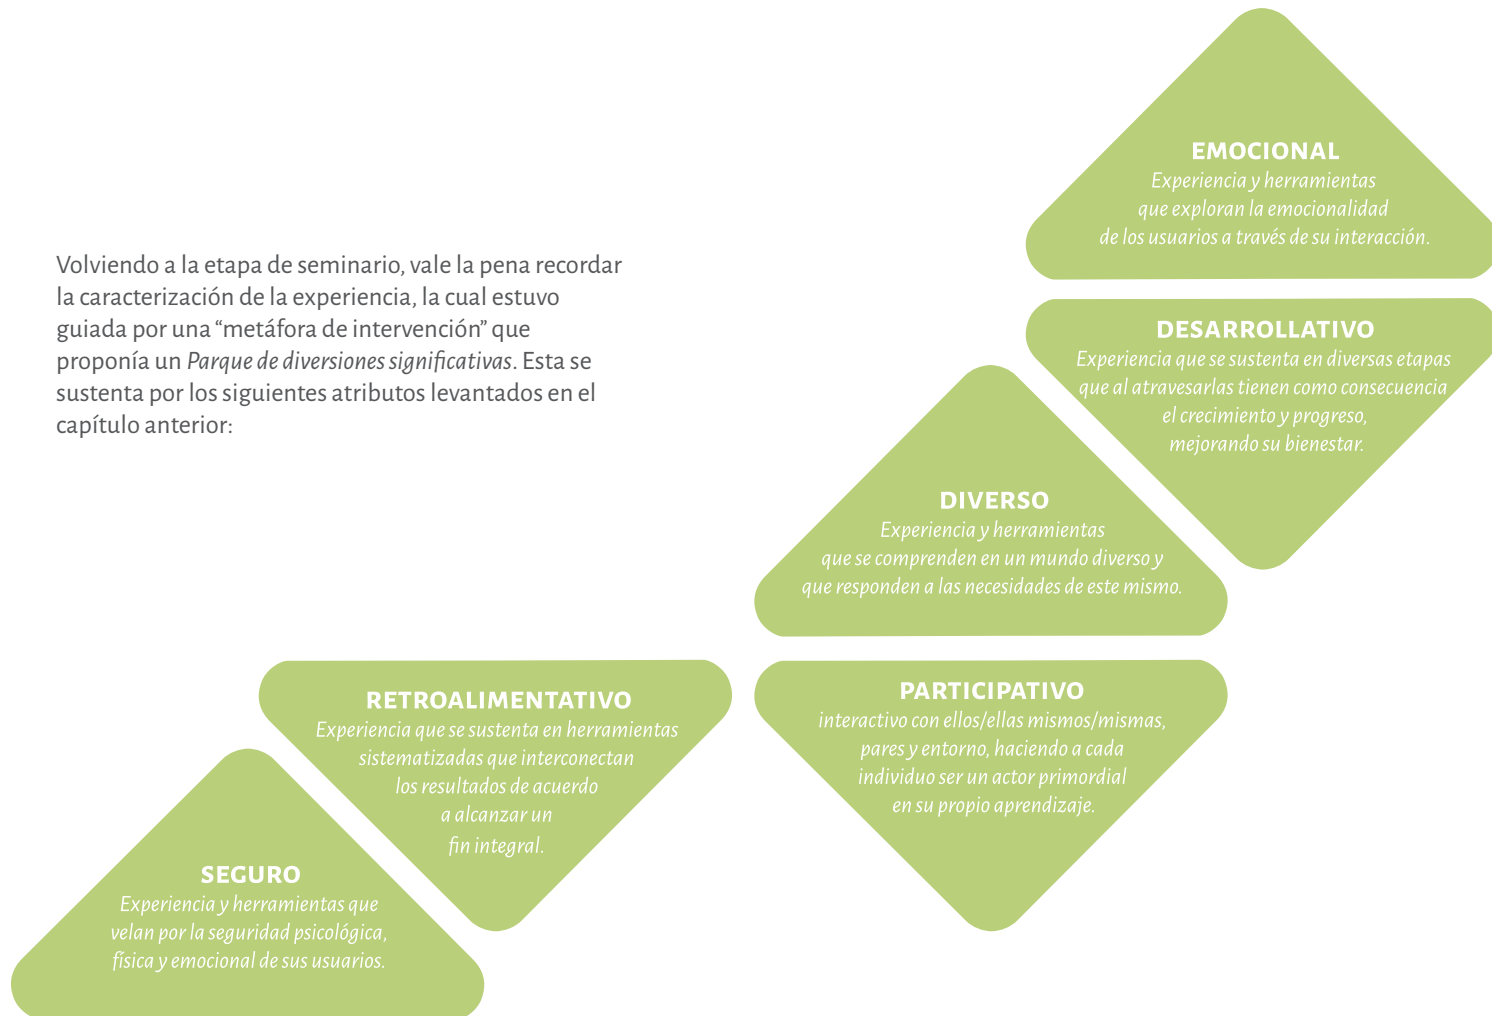 Volviendo a la etapa de seminario, vale la pena recordar
la caracterización de la experiencia, la cual estuvo
guiada por una “metáfora de intervención” que
proponía un Parque de diversiones significativas. Esta se
sustenta por los siguientes atributos levantados en el
capítulo anterior:
EMOCIONAL
Experiencia y herramientas
que exploran la emocionalidad
de los usuarios a través de su interacción.
DESARROLLATIVO
Experiencia que se sustenta en diversas etapas
que al atravesarlas tienen como consecuencia
el crecimiento y progreso,
mejorando su bienestar.
DIVERSO
Experiencia y herramientas
que se comprenden en un mundo diverso y
que responden a las necesidades de este mismo.
PARTICIPATIVO
interactivo con ellos/ellas mismos/mismas,
pares y entorno, haciendo a cada
individuo ser un actor primordial
en su propio aprendizaje.
RETROALIMENTATIVO
Experiencia que se sustenta en herramientas
sistematizadas que interconectan
los resultados de acuerdo
a alcanzar un
fin integral.
SEGURO
Experiencia y herramientas que
velan por la seguridad psicológica,
física y emocional de sus usuarios.